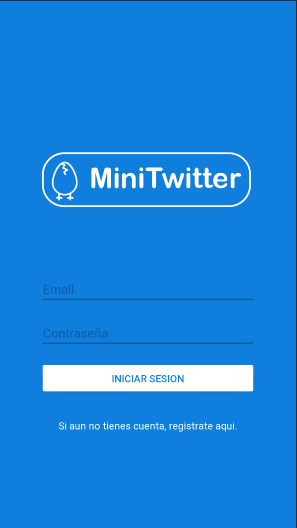 MiniTwitter
Email
Contraseña
INICIAR SESION
Si aun no tienes cuenta, registrate aqui.